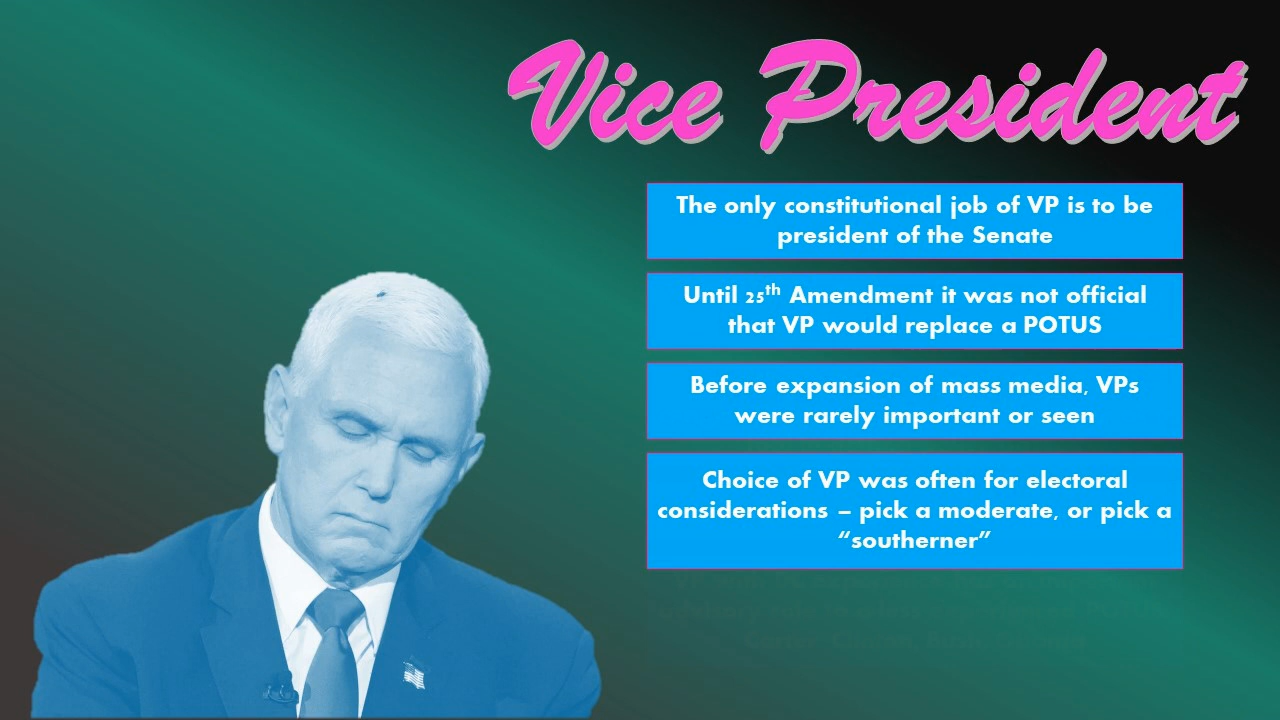 Vice President
The only constitutional job of VP is to be
president of the Senate
Until 25th Amendment it was not official
that VP would replace a POTUS
Before expansion of mass media, VPs
were rarely important or seen
Choice of VP was often for electoral
considerations – pick a moderate, or pick a
“southerner”